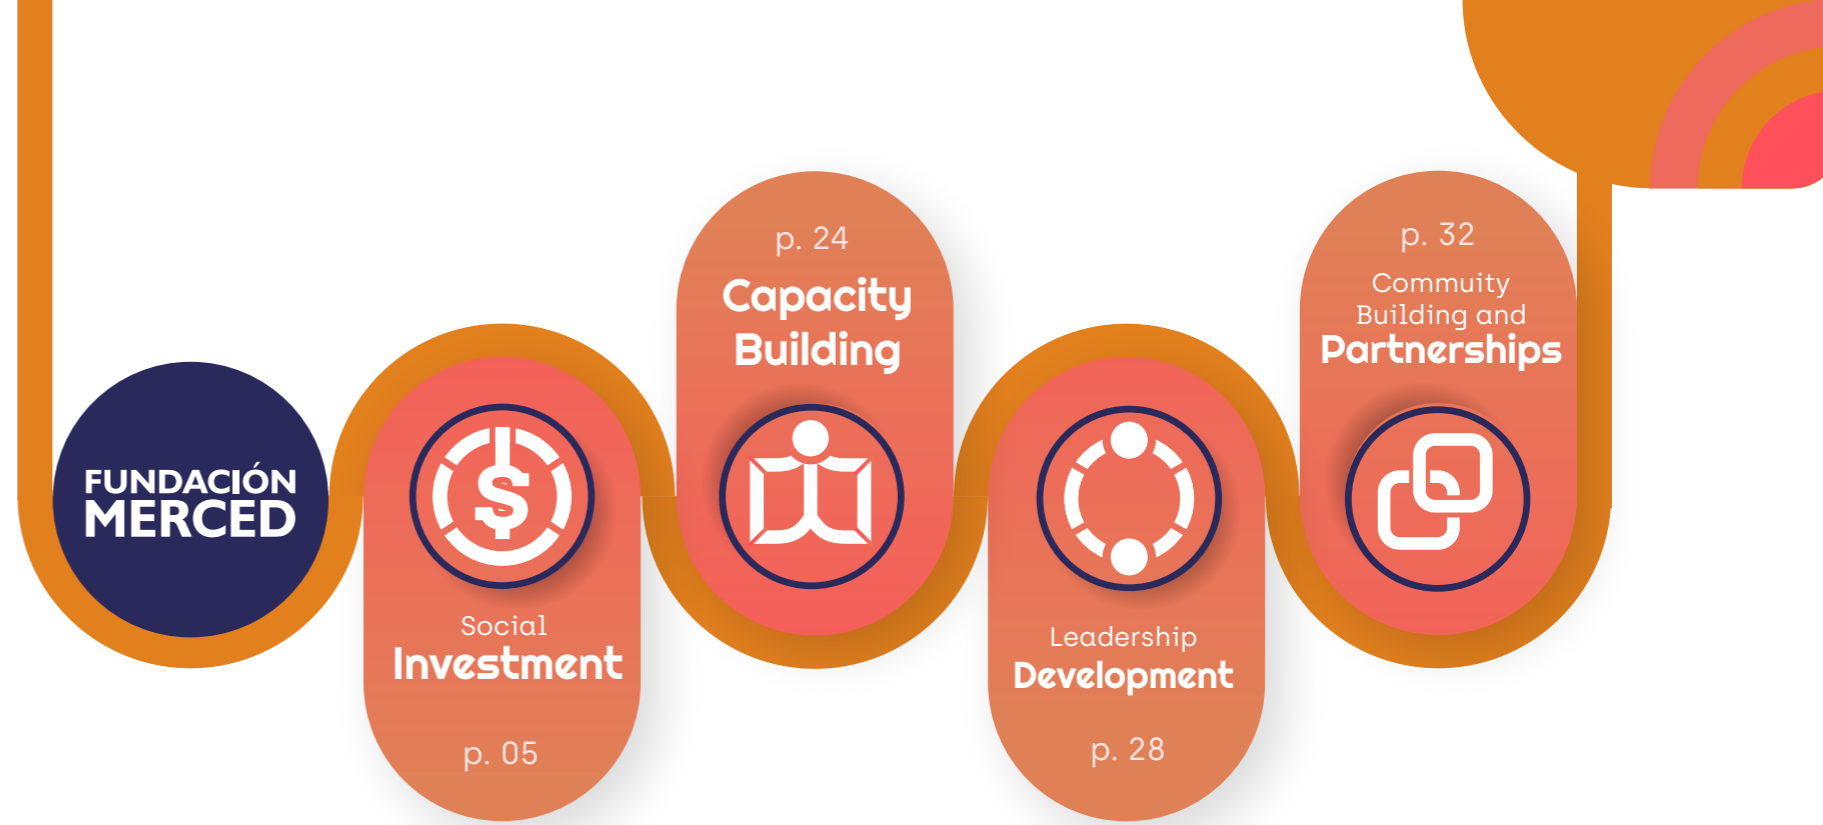 FUNDACIÓN
MERCED
Social
Investment
p. 05
p. 24
Capacity
Building
Leadership
Development
p. 28
p. 32
Commuity
Building and
Partnerships